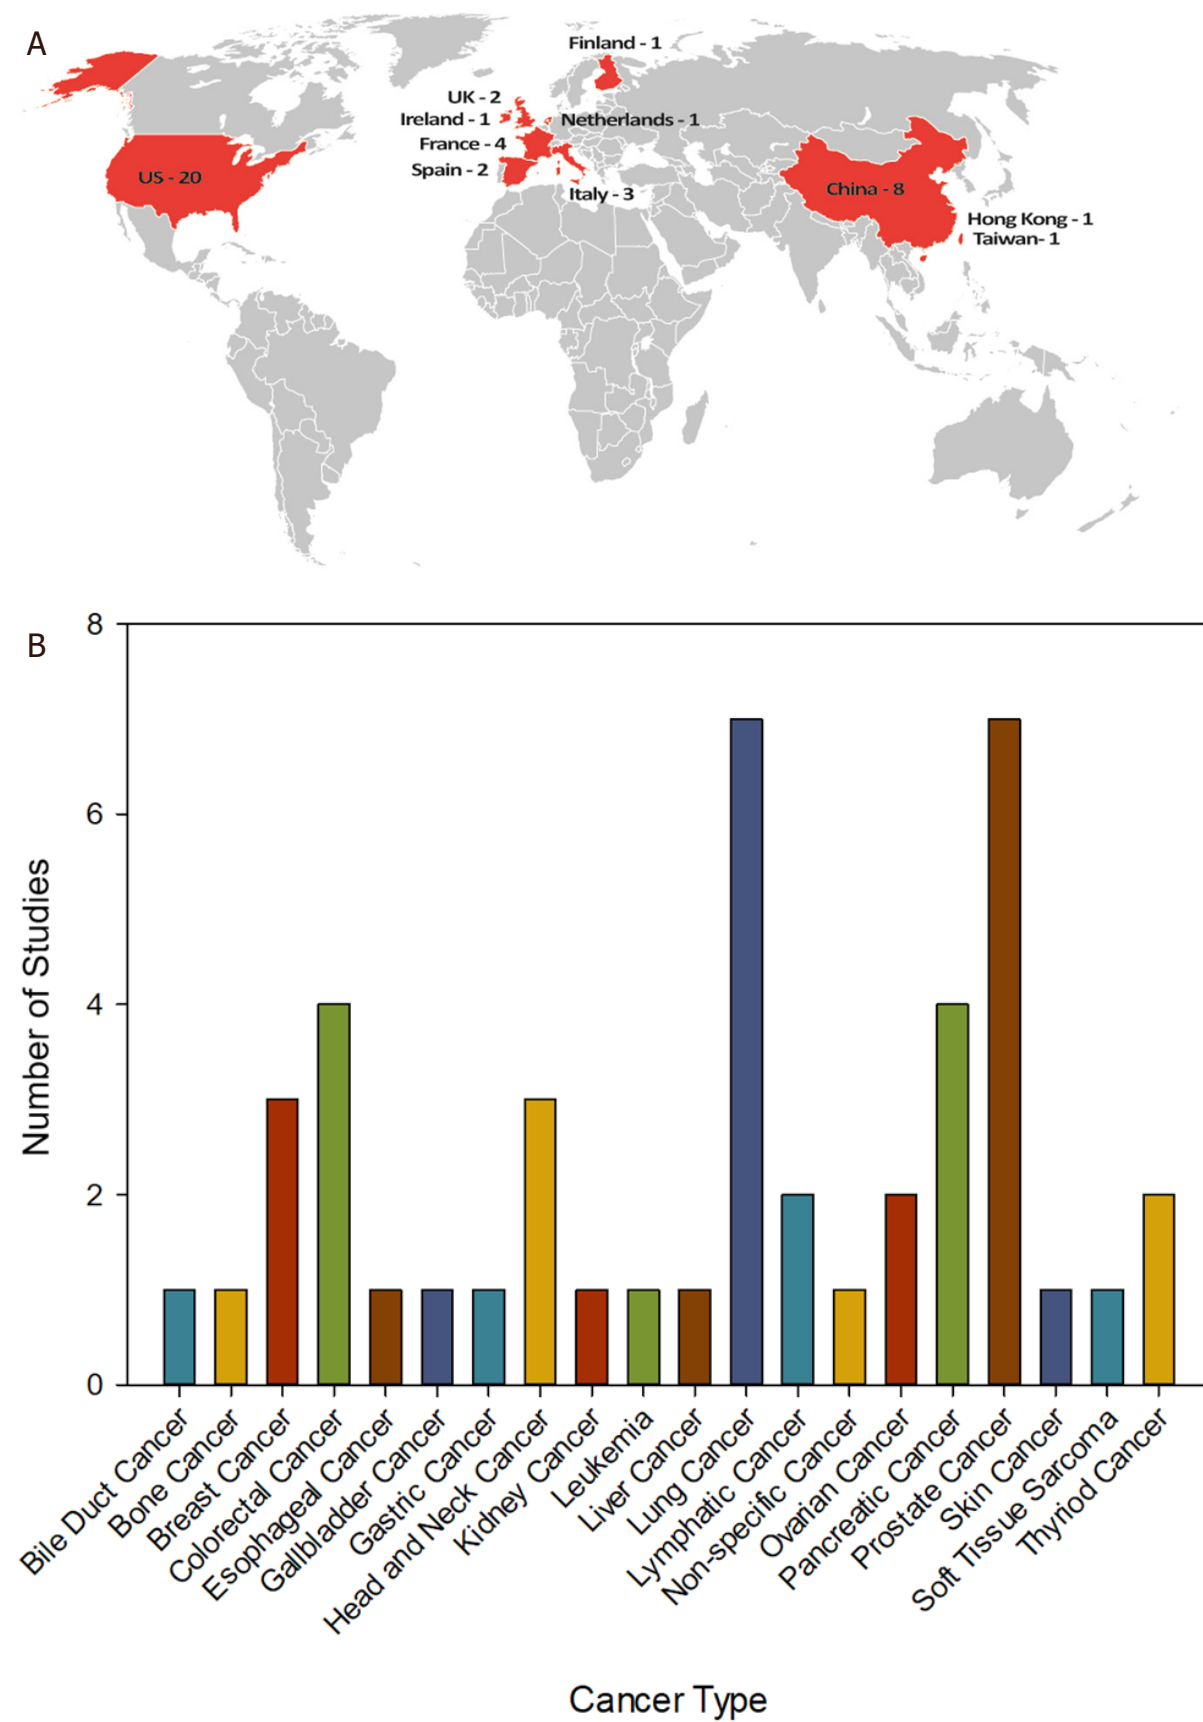 A
Finland - 1
UK - 2
Ireland - 1
Netherlands - 1
France - 4
Spain - 2
Italy - 3
US - 20
China - 8
Hong Kong - 1
Taiwan- 1
B
8
6
4
2
0
Number of Studies
Bile Duct Cancer
Bone Cancer
Breast Cancer
Colorectal Cancer
Esophageal Cancer
Gallbladder Cancer
Gastric Cancer
Head and Neck Cancer
Kidney Cancer
Leukemia
Liver Cancer
Lung Cancer
Lymphatic Cancer
Non-specific Cancer
Ovarian Cancer
Pancreatic Cancer
Prostate Cancer
Skin Cancer
Soft Tissue Sarcoma
Thyriod Cancer
Cancer Type